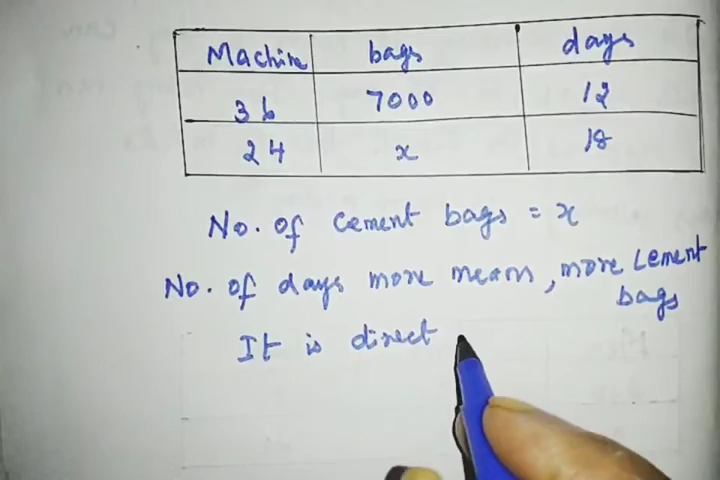 Machine bags days
36 7000 12
24 x 18
No. of cement bags = x
No. of days more means, more cement
bags
It is direct